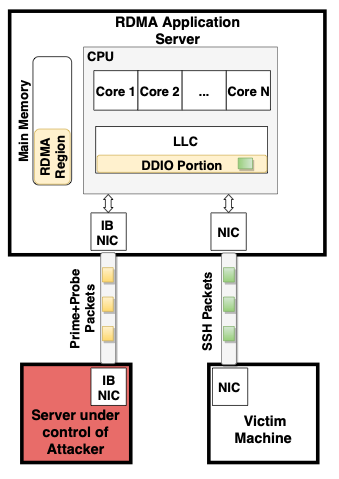 RDMA Application
Server
CPU
Main Memory
RDMA
Region
Core 1
Core 2
...
Core N
LLC
DDIO Portion
IB
NIC
NIC
Prime+Probe
Packets
SSH Packets
IB
NIC
Server under
control of
Attacker
NIC
Victim
Machine